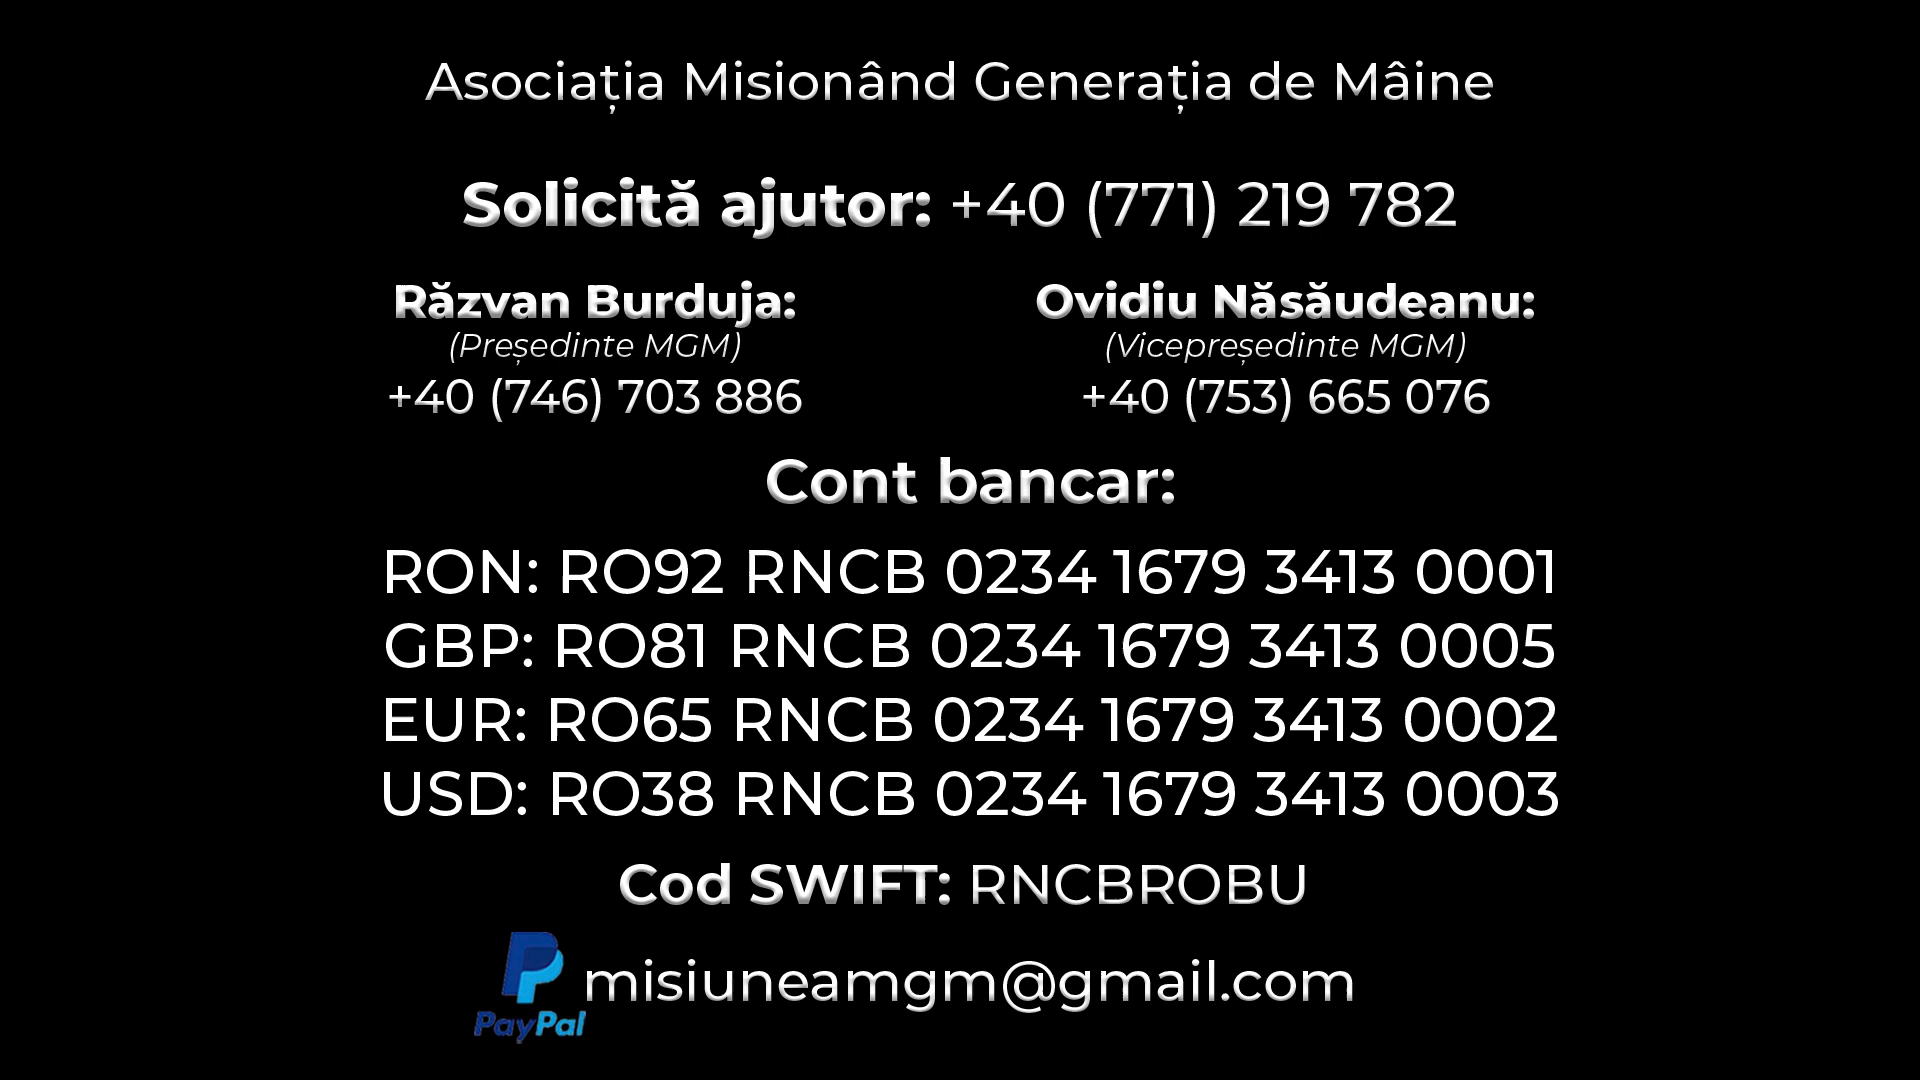 Asociația Misionând Generația de Mâine
Solicită ajutor: +40 (771) 219 782
Răzvan Burduja:
(Președinte MGM)
+40 (746) 703 886
Ovidiu Năsăudeanu:
(Vicepreședinte MGM)
+40 (753) 665 076
Cont bancar:
RON: RO92 RNCB 0234 1679 3413 0001
GBP: RO81 RNCB 0234 1679 3413 0005
EUR: RO65 RNCB 0234 1679 3413 0002
USD: RO38 RNCB 0234 1679 3413 0003
Cod SWIFT: RNCBROBU
misiuneamgm@gmail.com
PayPal